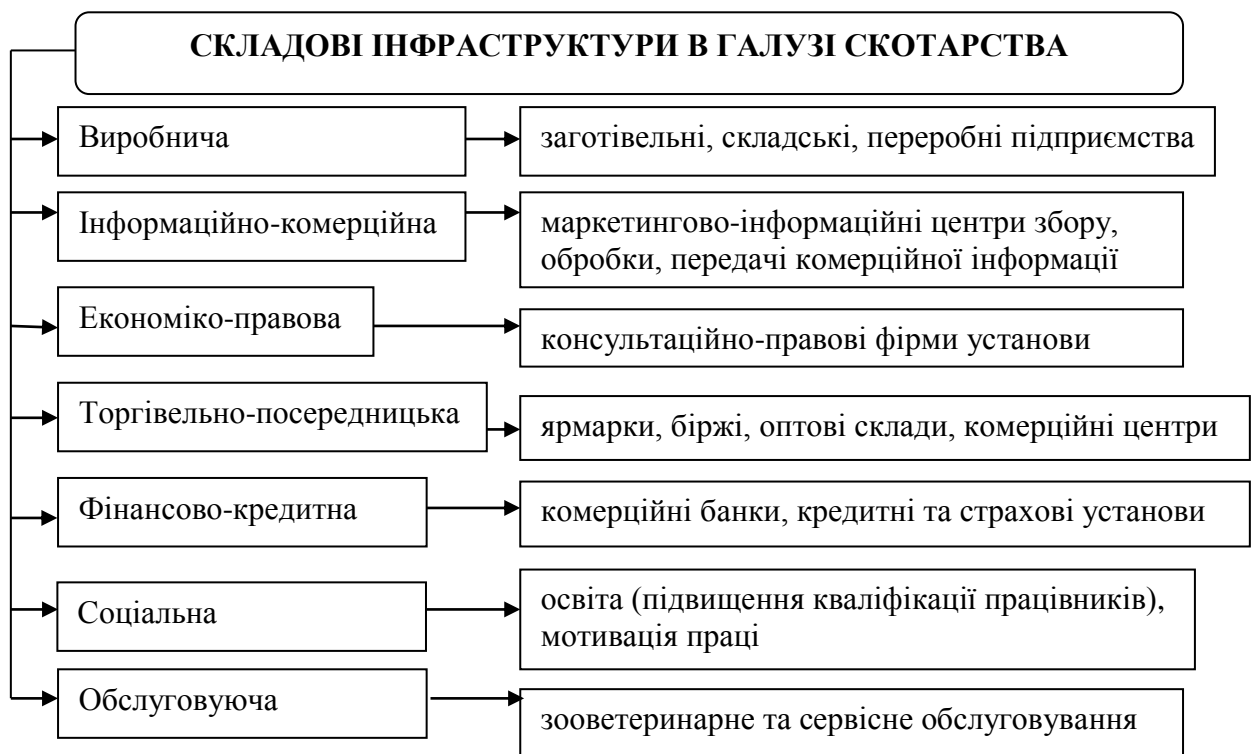 СКЛАДОВІ ІНФРАСТРУКТУРИ В ГАЛУЗІ СКОТАРСТВА
Виробнича
заготівельні, складські, переробні підприємства
Інформаційно-комерційна
маркетингово-інформаційні центри збору,
обробки, передачі комерційної інформації
Економіко-правова
консультаційно-правові фірми установи
Торгівельно-посередницька
ярмарки, біржі, оптові склади, комерційні центри
Фінансово-кредитна
комерційні банки, кредитні та страхові установи
Соціальна
освіта (підвищення кваліфікації працівників),
мотивація праці
Обслуговуюча
зооветеринарне та сервісне обслуговування